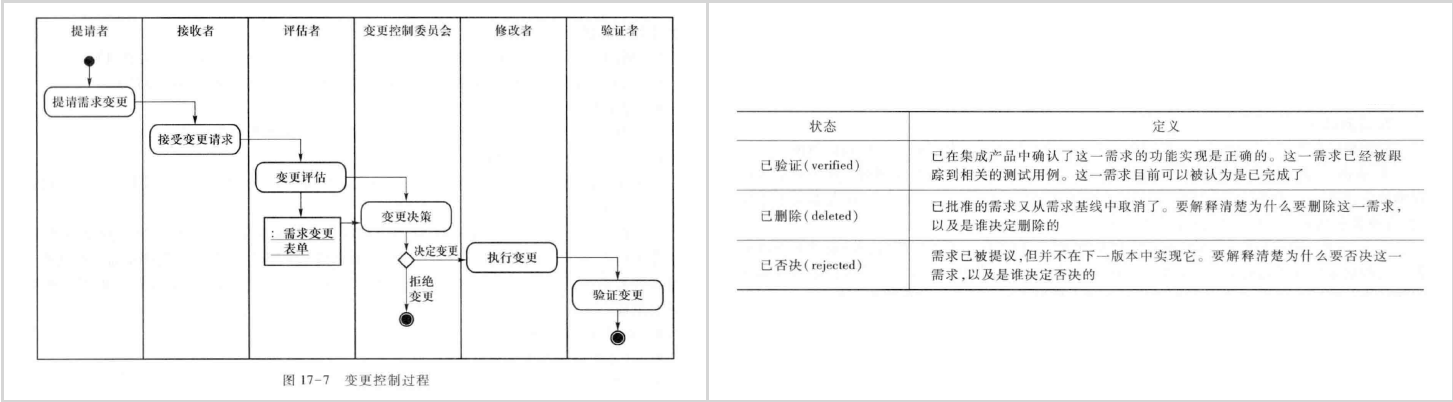 提请者
接收者
评估者
变更控制委员会
修改者
验证者
提请需求变更
接受变更请求
变更评估
变更决策
：需求变更
表单
决定变更
执行变更
拒绝
变更
验证变更
图 17-7 变更控制过程
状态
定义
已验证(verified)
已在集成产品中确认了这一需求的功能实现是正确的。这一需求已经被跟
踪到相关的测试用例。这一需求目前可以被认为是已完成了
已删除(deleted)
已批准的需求又从需求基线中取消了。要解释清楚为什么要删除这一需求，
以及是谁决定删除的
已否决(rejected)
需求已被提议，但并不在下一版本中实现它。要解释清楚为什么要否决这一
需求，以及是谁决定否决的